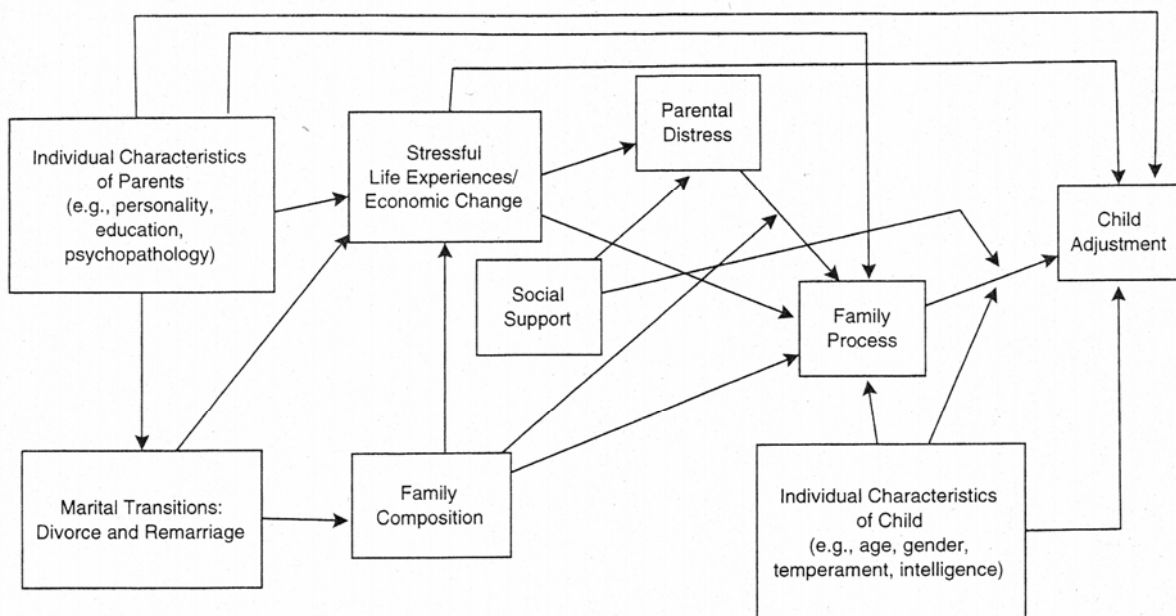 Parental
Distress
Individual Characteristics
of Parents
(e.g., personality,
education,
psychopathology)
Stressful
Life Experiences/
Economic Change
Child
Adjustment
Social
Support
Family
Process
Marital Transitions:
Divorce and Remarriage
Family
Composition
Individual Characteristics
of Child
(e.g., age, gender,
temperament, intelligence)